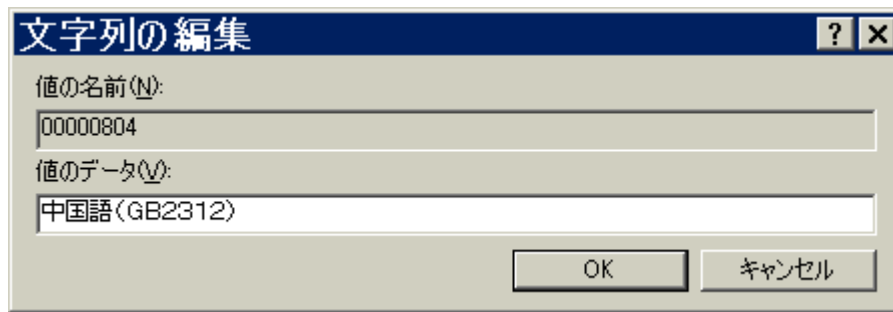 文字列の編集
値の名前(N):
00000804
値のデータ(V):
中国語(GB2312)
OK キャンセル